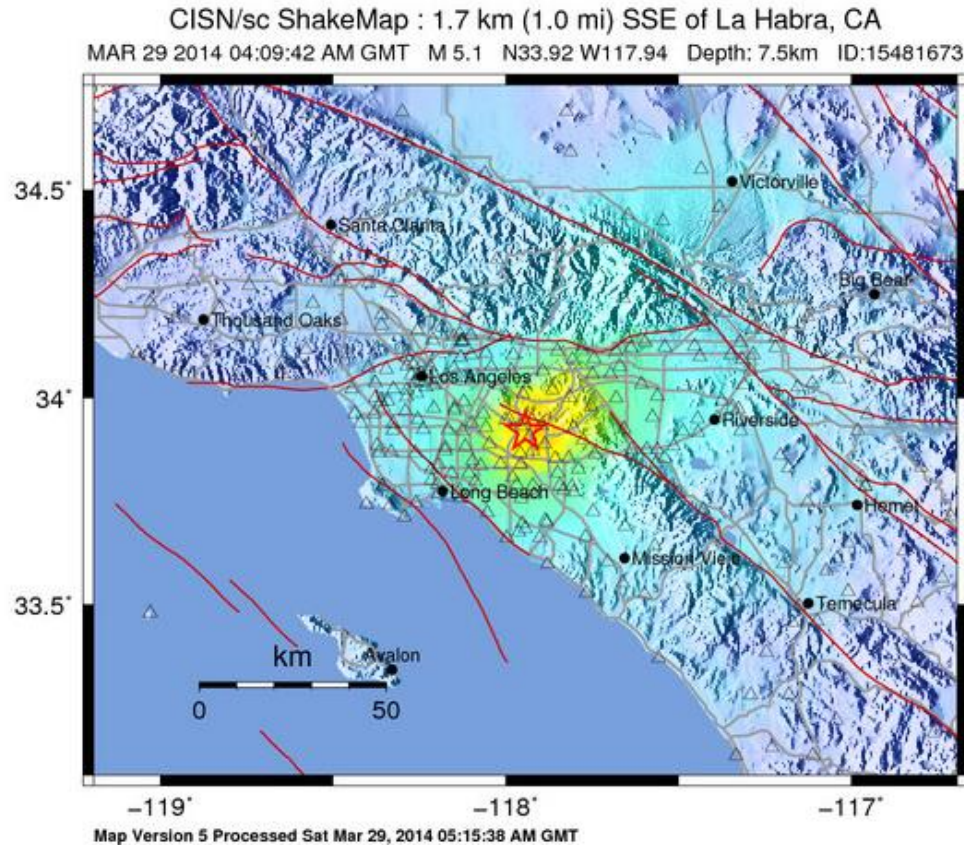 CISN/sc ShakeMap : 1.7 km (1.0 mi) SSE of La Habra, CA
MAR 29 2014 04:09:42 AM GMT M 5.1 N33.92 W117.94 Depth: 7.5km ID:15481673
34.5°
Victorville
Santa Clarita
Big Bear
Thousand Oaks
Los Angeles
34°
Riverside
Long Beach
Hemet
Mission Viejo
33.5°
Temecula
km
Avalon
0 50
−119° −118° −117°
Map Version 5 Processed Sat Mar 29, 2014 05:15:38 AM GMT